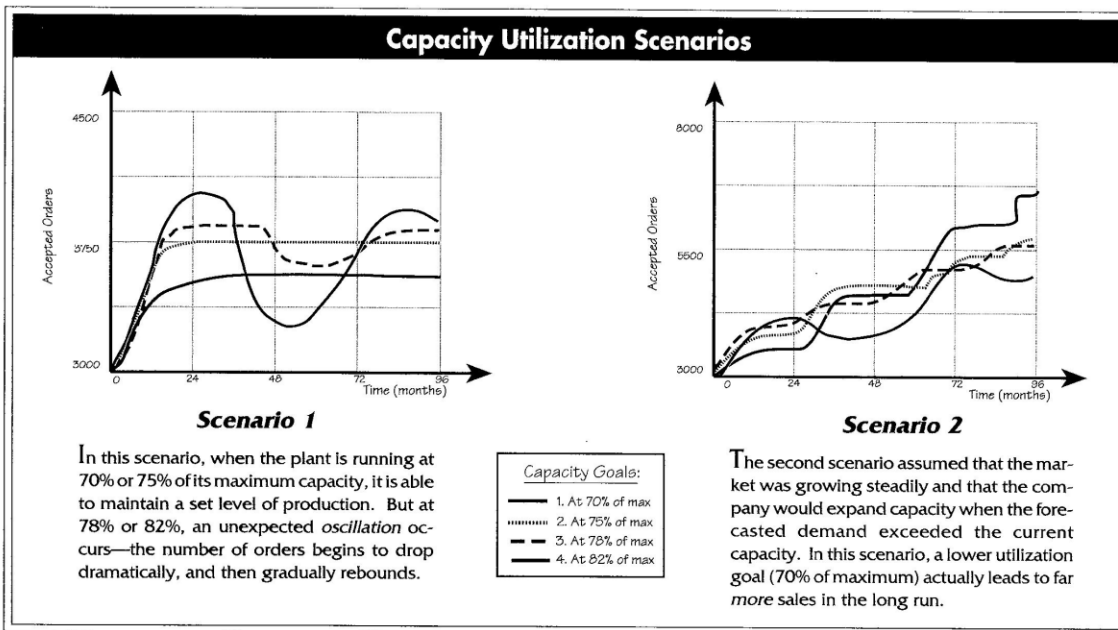 Capacity Utilization Scenarios
4500
3750
3000
Accepted Orders
0 24 48 72 96
Time (months)
Scenario 1
In this scenario, when the plant is running at
70% or 75% of its maximum capacity, it is able
to maintain a set level of production. But at
78% or 82%, an unexpected oscillation oc-
curs—the number of orders begins to drop
dramatically, and then gradually rebounds.
Capacity Goals:
1. At 70% of max
2. At 75% of max
3. At 78% of max
4. At 82% of max
8000
5500
3000
Accepted Orders
0 24 48 72 96
Time (months)
Scenario 2
The second scenario assumed that the mar-
ket was growing steadily and that the com-
pany would expand capacity when the fore-
casted demand exceeded the current
capacity. In this scenario, a lower utilization
goal (70% of maximum) actually leads to far
more sales in the long run.